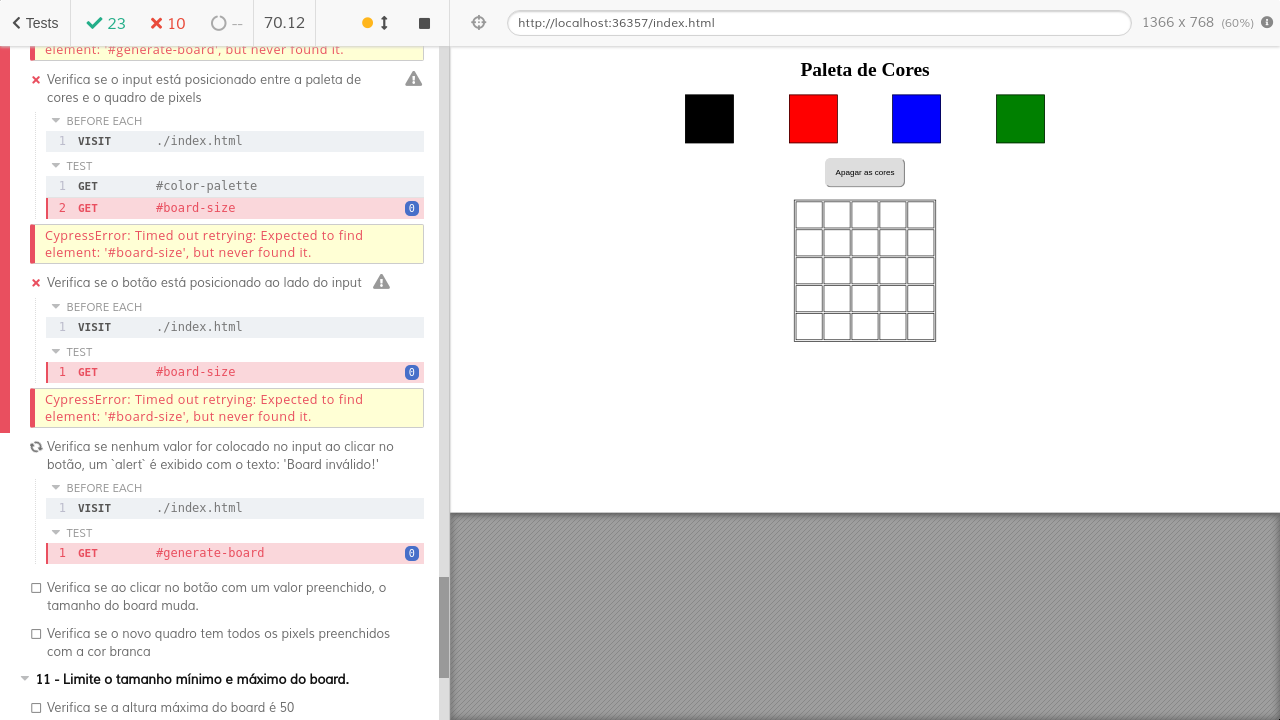 Tests
23
10
--
70.12
http://localhost:36357/index.html
1366 x 768 (60%)
element: '#generate-board', but never found it.
Verifica se o input está posicionado entre a paleta de
cores e o quadro de pixels
BEFORE EACH
1 VISIT ./index.html
TEST
1 GET #color-palette
2 GET #board-size 0
CypressError: Timed out retrying: Expected to find
element: '#board-size', but never found it.
Verifica se o botão está posicionado ao lado do input
BEFORE EACH
1 VISIT ./index.html
TEST
1 GET #board-size 0
CypressError: Timed out retrying: Expected to find
element: '#board-size', but never found it.
Verifica se nenhum valor for colocado no input ao clicar no
botão, um `alert` é exibido com o texto: 'Board inválido!'
BEFORE EACH
1 VISIT ./index.html
TEST
1 GET #generate-board 0
Verifica se ao clicar no botão com um valor preenchido, o
tamanho do board muda.
Verifica se o novo quadro tem todos os pixels preenchidos
com a cor branca
11 - Limite o tamanho mínimo e máximo do board.
Verifica se a altura máxima do board é 50
Paleta de Cores
Apagar as cores